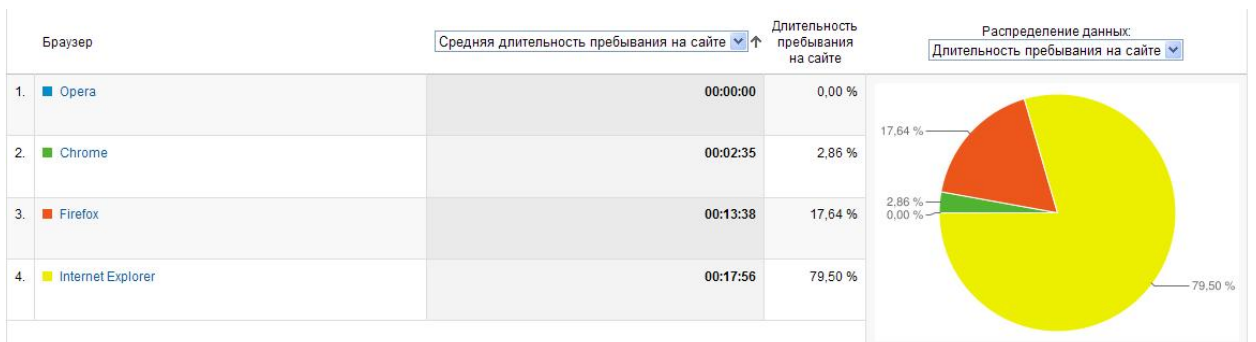 Браузер
Средняя длительность пребывания на сайте
Длительность
пребывания
на сайте
Распределение данных:
Длительность пребывания на сайте
1. Opera 00:00:00 0,00 %
2. Chrome 00:02:35 2,86 %
3. Firefox 00:13:38 17,64 %
4. Internet Explorer 00:17:56 79,50 %
17,64 %
2,86 %
0,00 %
79,50 %